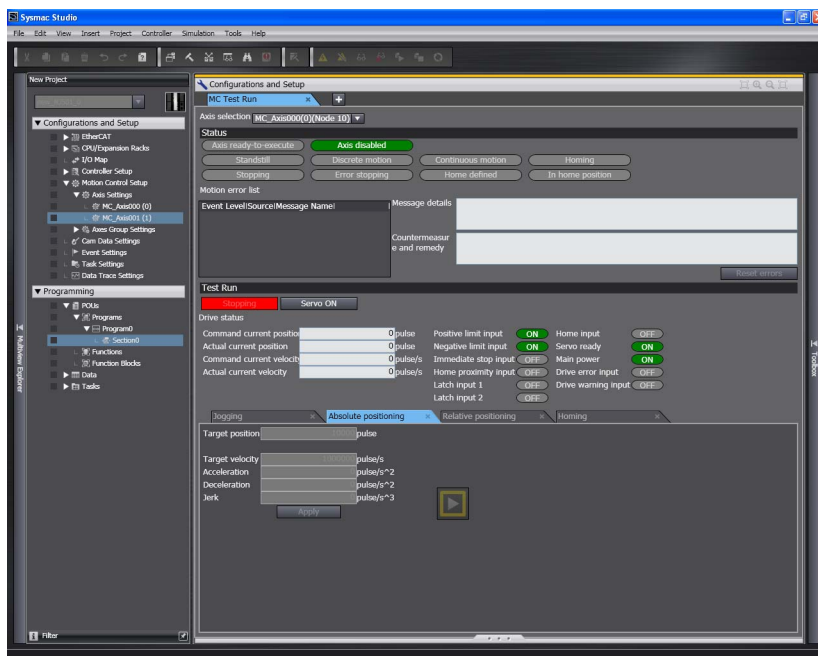 Sysmac Studio
File Edit View Insert Project Controller Simulation Tools Help
New Project
Configurations and Setup
EtherCAT
CPU/Expansion Racks
I/O Map
Controller Setup
Motion Control Setup
Axis Settings
MC_Axis000 (0)
MC_Axis001 (1)
Axes Group Settings
Cam Data Settings
Event Settings
Task Settings
Data Trace Settings
Programming
POUs
Programs
Program0
Section0
Functions
Function Blocks
Data
Tasks
Filter
Multiview Explorer
Configurations and Setup
MC Test Run
Axis selection MC_Axis000(0)(Node 10)
Status
Axis ready-to-execute Axis disabled
Standstill Discrete motion Continuous motion Homing
Stopping Error stopping Home defined In home position
Motion error list
Event Level|Source|Message Name|
Message details
Countermeasur
e and remedy
Reset errors
Test Run
Stopping Servo ON
Drive status
Command current positio 0 pulse Positive limit input ON Home input OFF
Actual current position 0 pulse Negative limit input ON Servo ready ON
Command current velocit 0 pulse/s Immediate stop input OFF Main power ON
Actual current velocity 0 pulse/s Home proximity input OFF Drive error input OFF
Latch input 1 OFF Drive warning input OFF
Latch input 2 OFF
Jogging × Absolute positioning × Relative positioning × Homing ×
Target position pulse
Target velocity pulse/s
Acceleration pulse/s^2
Deceleration pulse/s^2
Jerk pulse/s^3
Apply
Toolbox